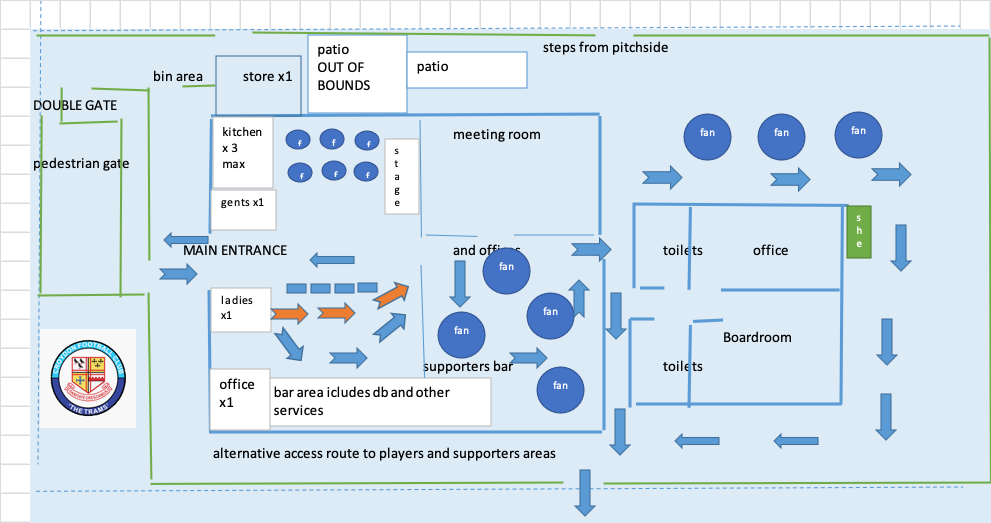 steps from pitchside
patio
OUT OF
BOUNDS
patio
bin area
store x1
DOUBLE GATE
pedestrian gate
kitchen
x 3
max
f
f
f
f
f
f
s
t
a
g
e
meeting room
fan
fan
fan
gents x1
MAIN ENTRANCE
and offices
fan
toilets
office
s
h
e
ladies
x1
fan
fan
supporters bar
fan
Boardroom
toilets
office
x1
bar area icludes db and other
services
alternative access route to players and supporters areas
"THE TRAMS"